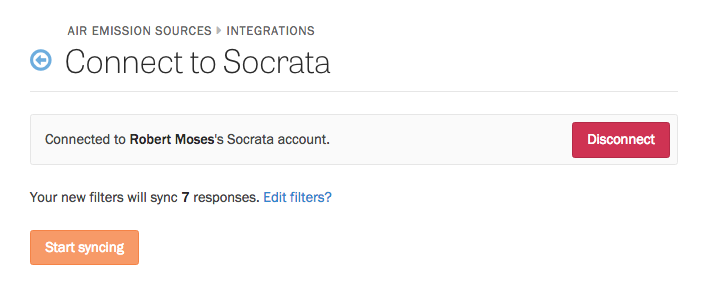 AIR EMISSION SOURCES ▸ INTEGRATIONS
Connect to Socrata
Connected to Robert Moses's Socrata account.
Disconnect
Your new filters will sync 7 responses. Edit filters?
Start syncing